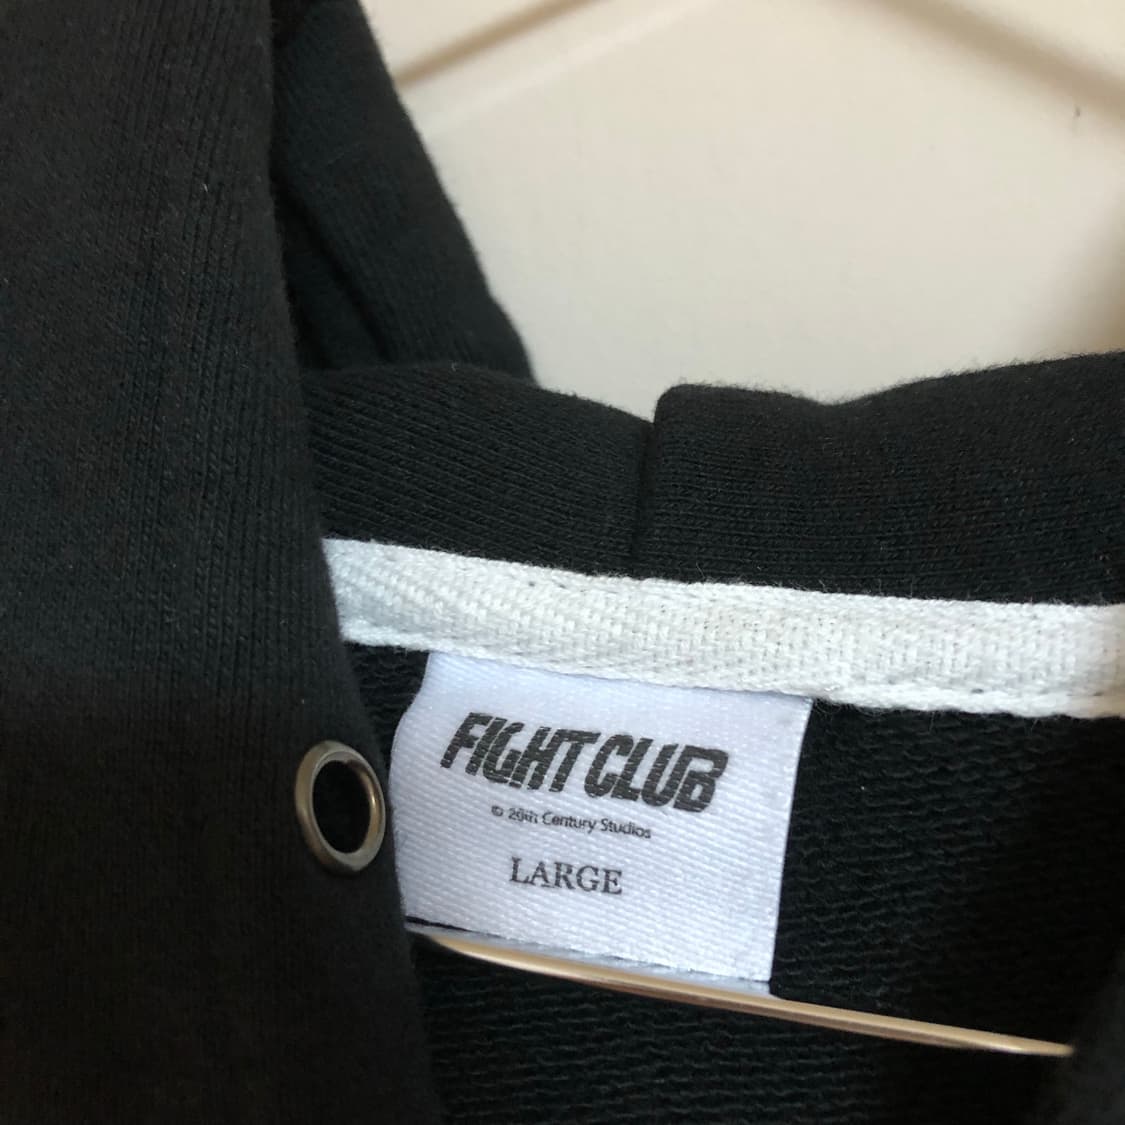 FIGHT CLUB
© 20th Century Studios
LARGE